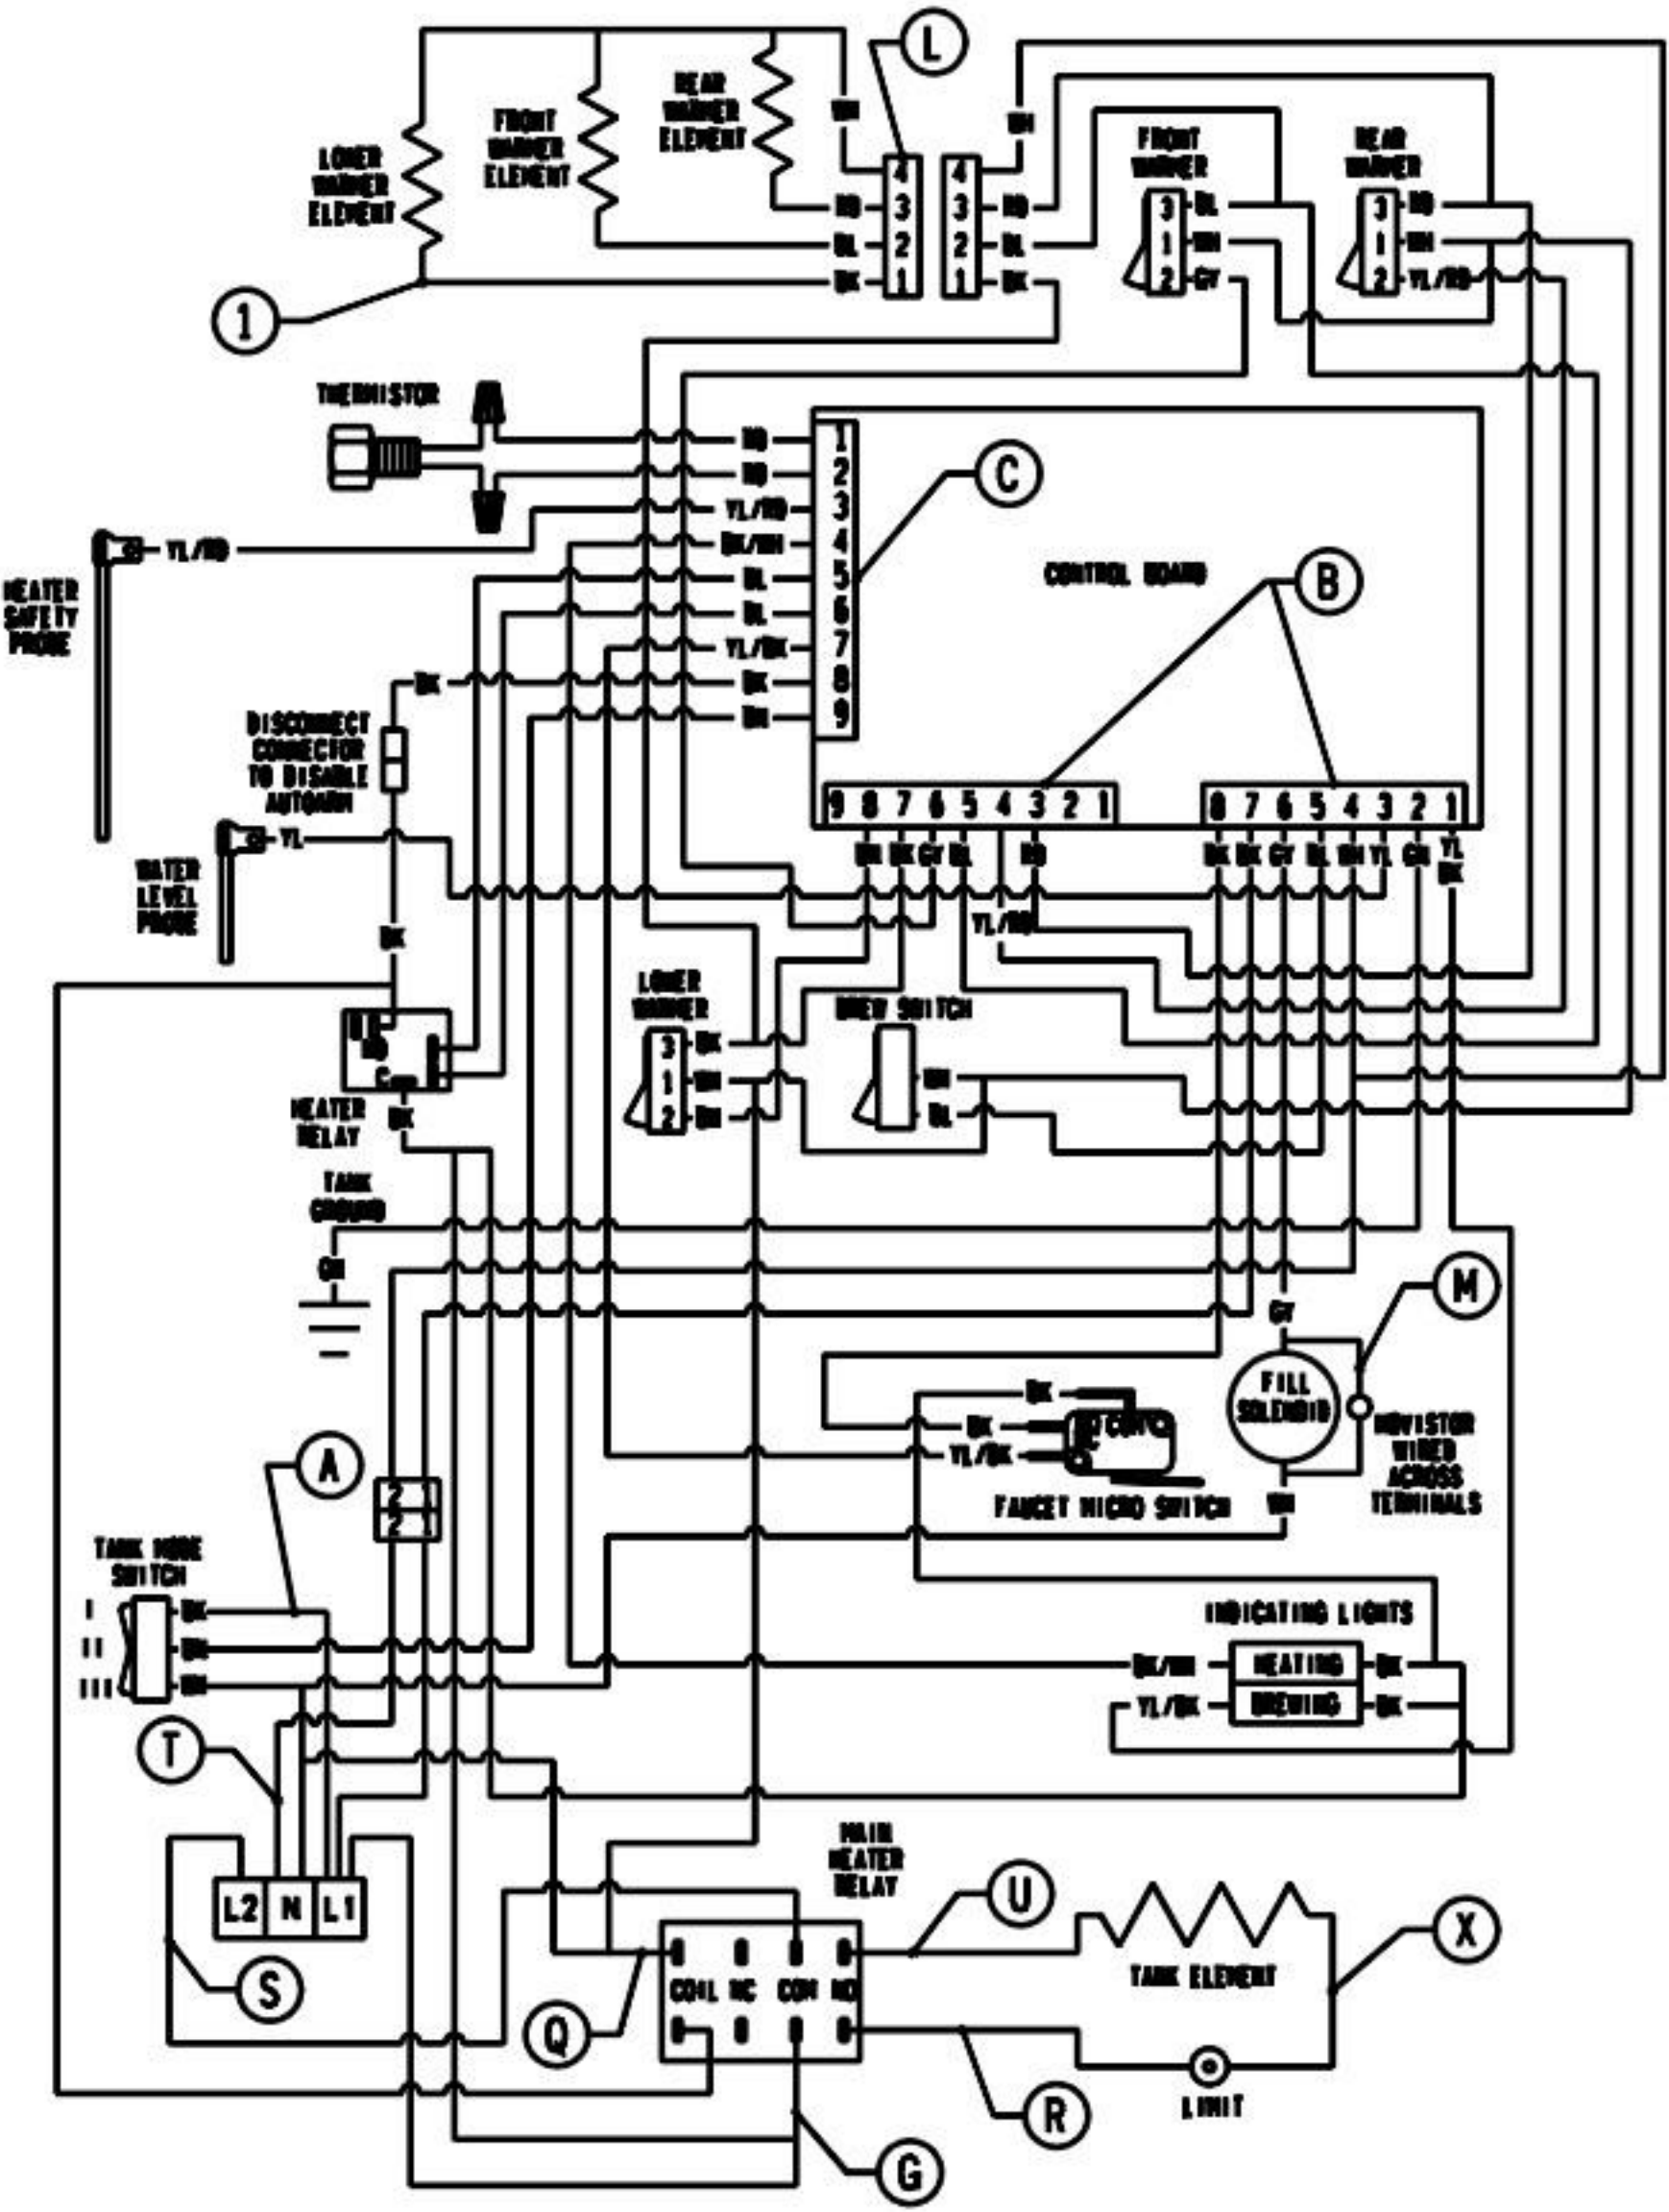 L
REAR
WARMER
ELEMENT
FRONT
WARMER
ELEMENT
LOWER
WARMER
ELEMENT
WH
WH
FRONT
WARMER
REAR
WARMER
4
4
RD 3
3 RD
BL 2
2 BL
BK 1
1 BK
3 BL
1 WH
2 GY
3 RD
1 WH
2 YL/RD
1
THERMISTOR
RD 1
RD 2
YL/RD 3
BK/WH 4
BL 5
BL 6
YL/BK 7
BK 8
9
C
CONTROL BOARD
B
YL/RD
HEATER
SAFETY
PROBE
BK
DISCONNECT
CONNECTOR
TO DISABLE
AUTOARM
YL
WATER
LEVEL
PROBE
BK
9 8 7 6 5 4 3 2 1
8 7 6 5 4 3 2 1
BK GY BL RD
YL/RD
BK BK GY BL WH YL GN YL
BK
LOWER
WARMER
3 BK
1 WH
2
BREW SWITCH
WH
BL
NO
Com
HEATER
RELAY
BK
TANK
GROUND
GN
GY
M
FILL
SOLENOID
MOVISTOR
WIRED
ACROSS
TERMINALS
WH
BK
BK
YL/BK
COM
FAUCET MICRO SWITCH
A
2 1
2 1
TANK MODE
SWITCH
I BK
II
III
INDICATING LIGHTS
BK/WH HEATING BK
YL/BK BREWING BK
T
L2 N L1
S
MAIN
HEATER
RELAY
U
X
COIL NC COM NO
TANK ELEMENT
Q
LIMIT
R
G